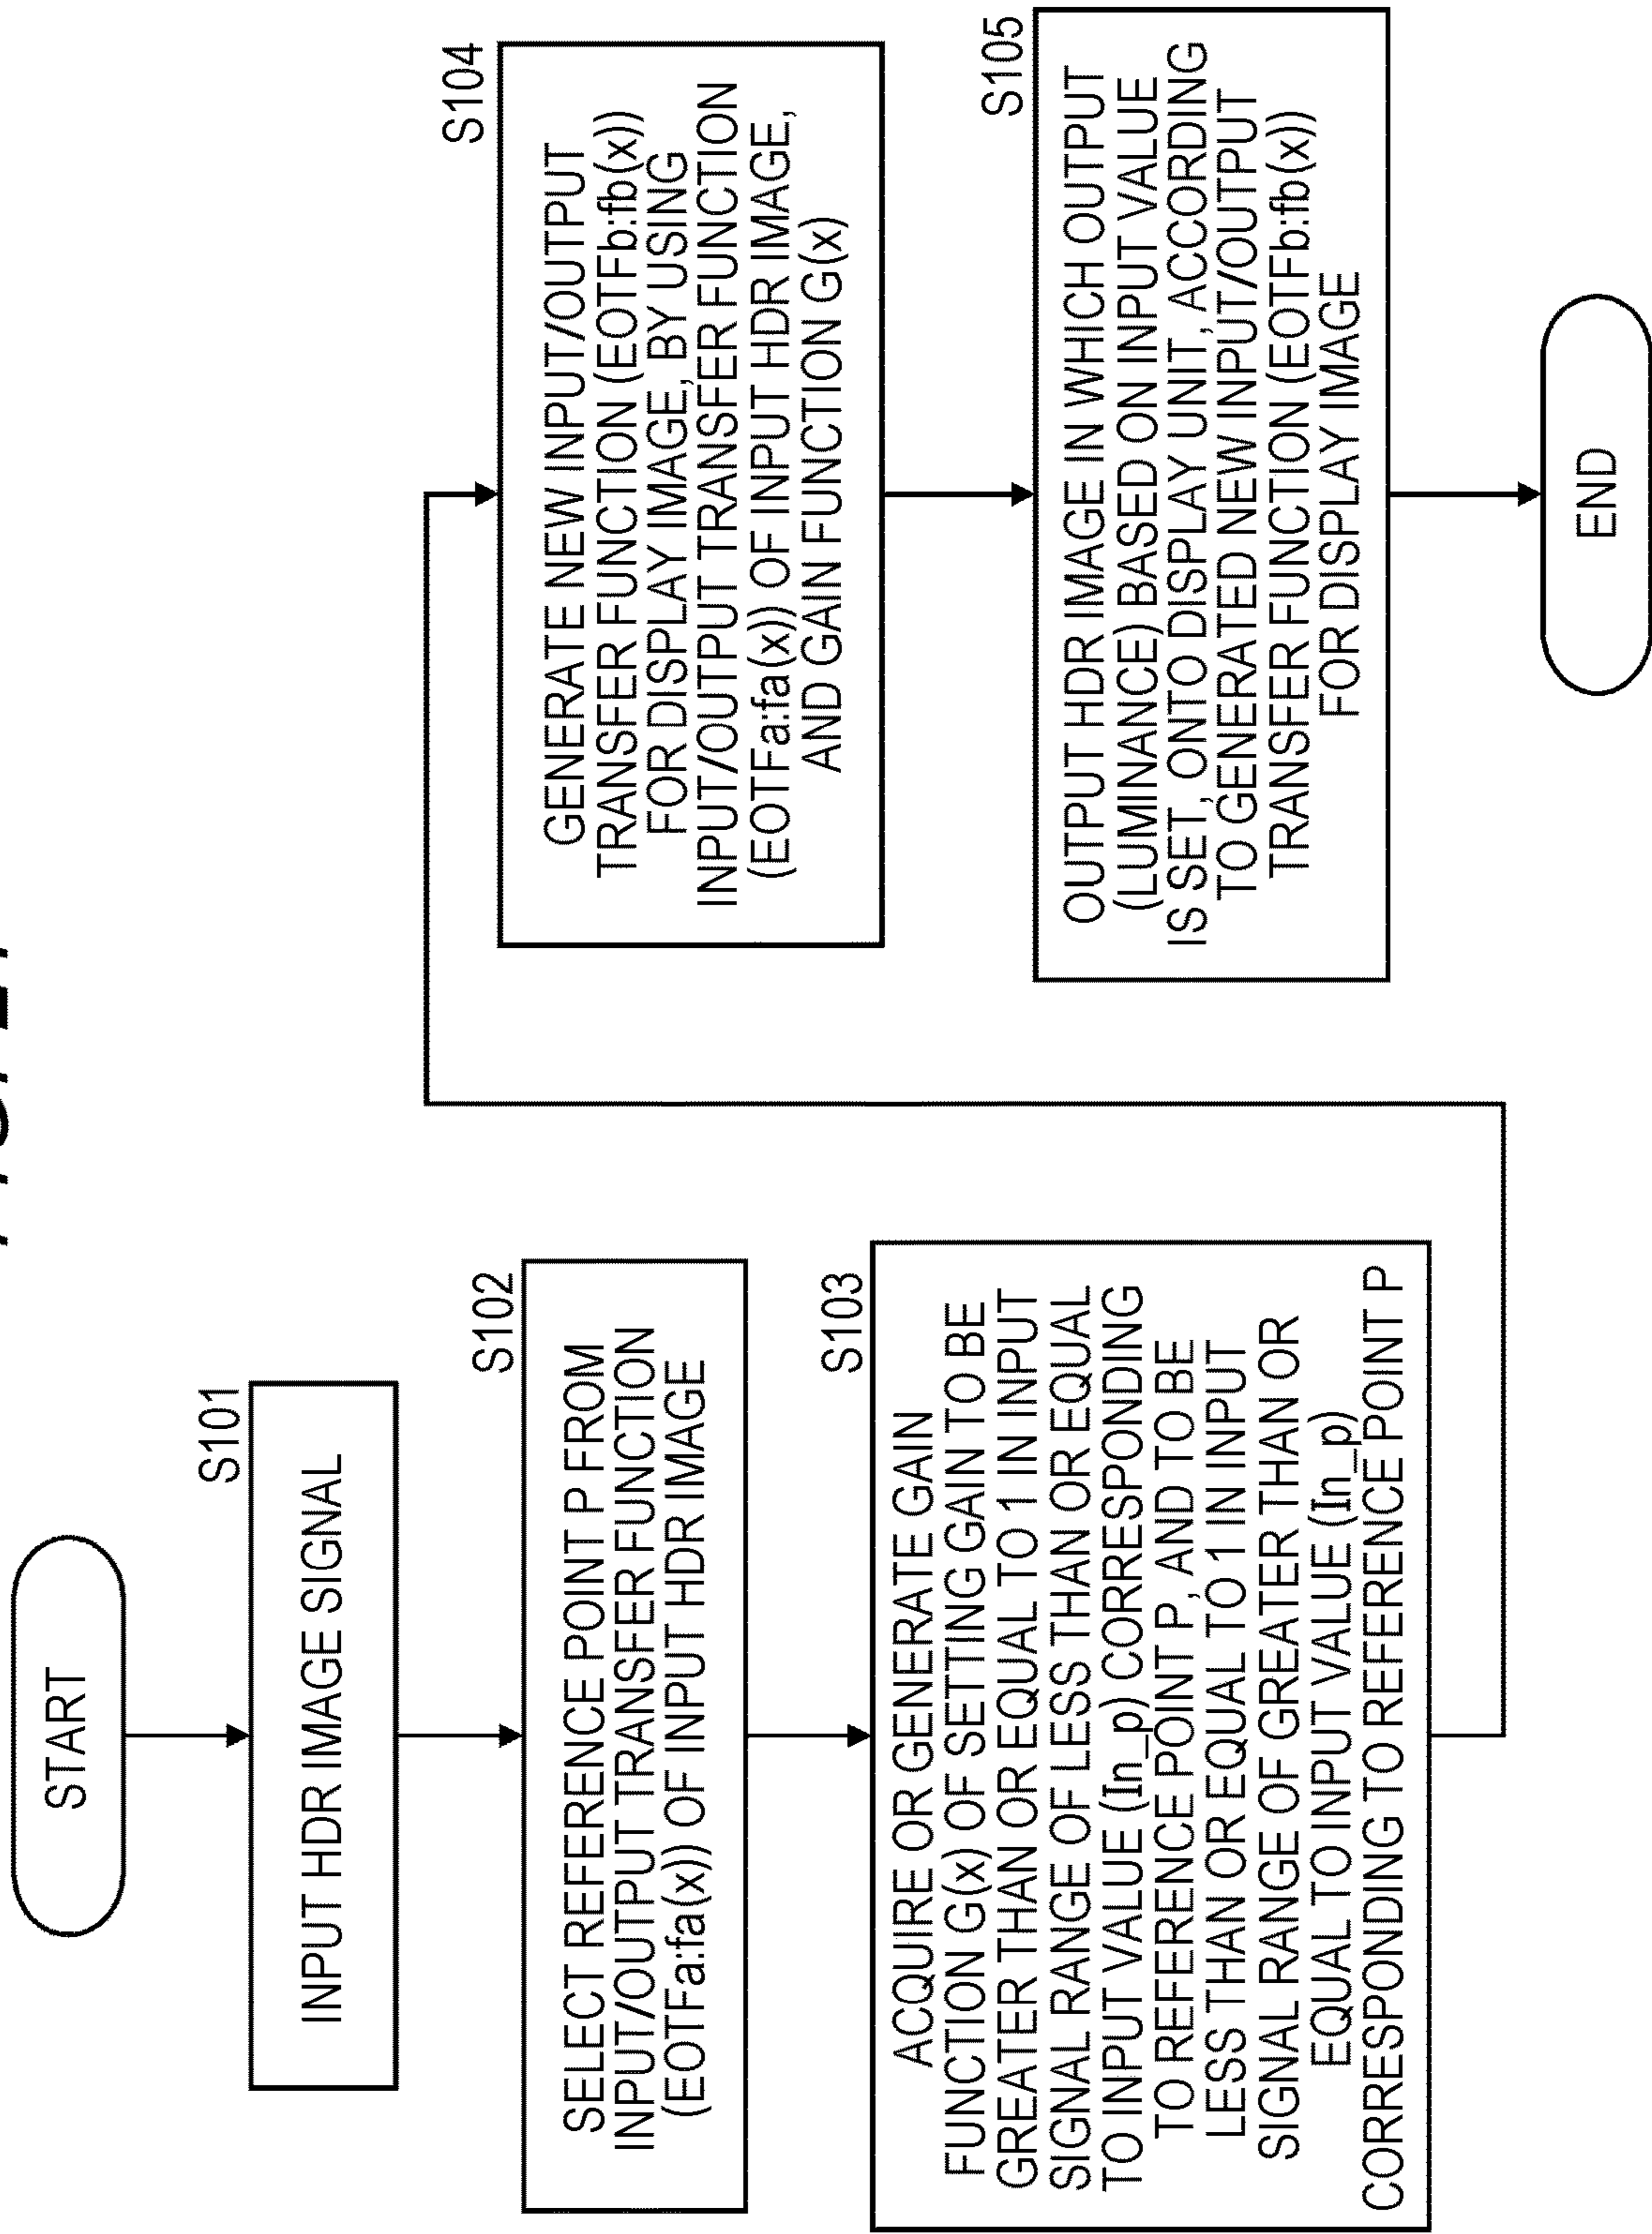 START
S101
INPUT HDR IMAGE SIGNAL
S102
SELECT REFERENCE POINT P FROM
INPUT/OUTPUT TRANSFER FUNCTION
(EOTFa:fa(x)) OF INPUT HDR IMAGE
S103
ACQUIRE OR GENERATE GAIN
FUNCTION G(x) OF SETTING GAIN TO BE
GREATER THAN OR EQUAL TO 1 IN INPUT
SIGNAL RANGE OF LESS THAN OR EQUAL
TO INPUT VALUE (In_p) CORRESPONDING
TO REFERENCE POINT P, AND TO BE
LESS THAN OR EQUAL TO 1 IN INPUT
SIGNAL RANGE OF GREATER THAN OR
EQUAL TO INPUT VALUE (In_p)
CORRESPONDING TO REFERENCE POINT P
S104
GENERATE NEW INPUT/OUTPUT
TRANSFER FUNCTION (EOTFb:fb(x))
FOR DISPLAY IMAGE, BY USING
INPUT/OUTPUT TRANSFER FUNCTION
(EOTFa:fa(x)) OF INPUT HDR IMAGE,
AND GAIN FUNCTION G(x)
S105
OUTPUT HDR IMAGE IN WHICH OUTPUT
(LUMINANCE) BASED ON INPUT VALUE
IS SET, ONTO DISPLAY UNIT, ACCORDING
TO GENERATED NEW INPUT/OUTPUT
TRANSFER FUNCTION (EOTFb:fb(x))
FOR DISPLAY IMAGE
END